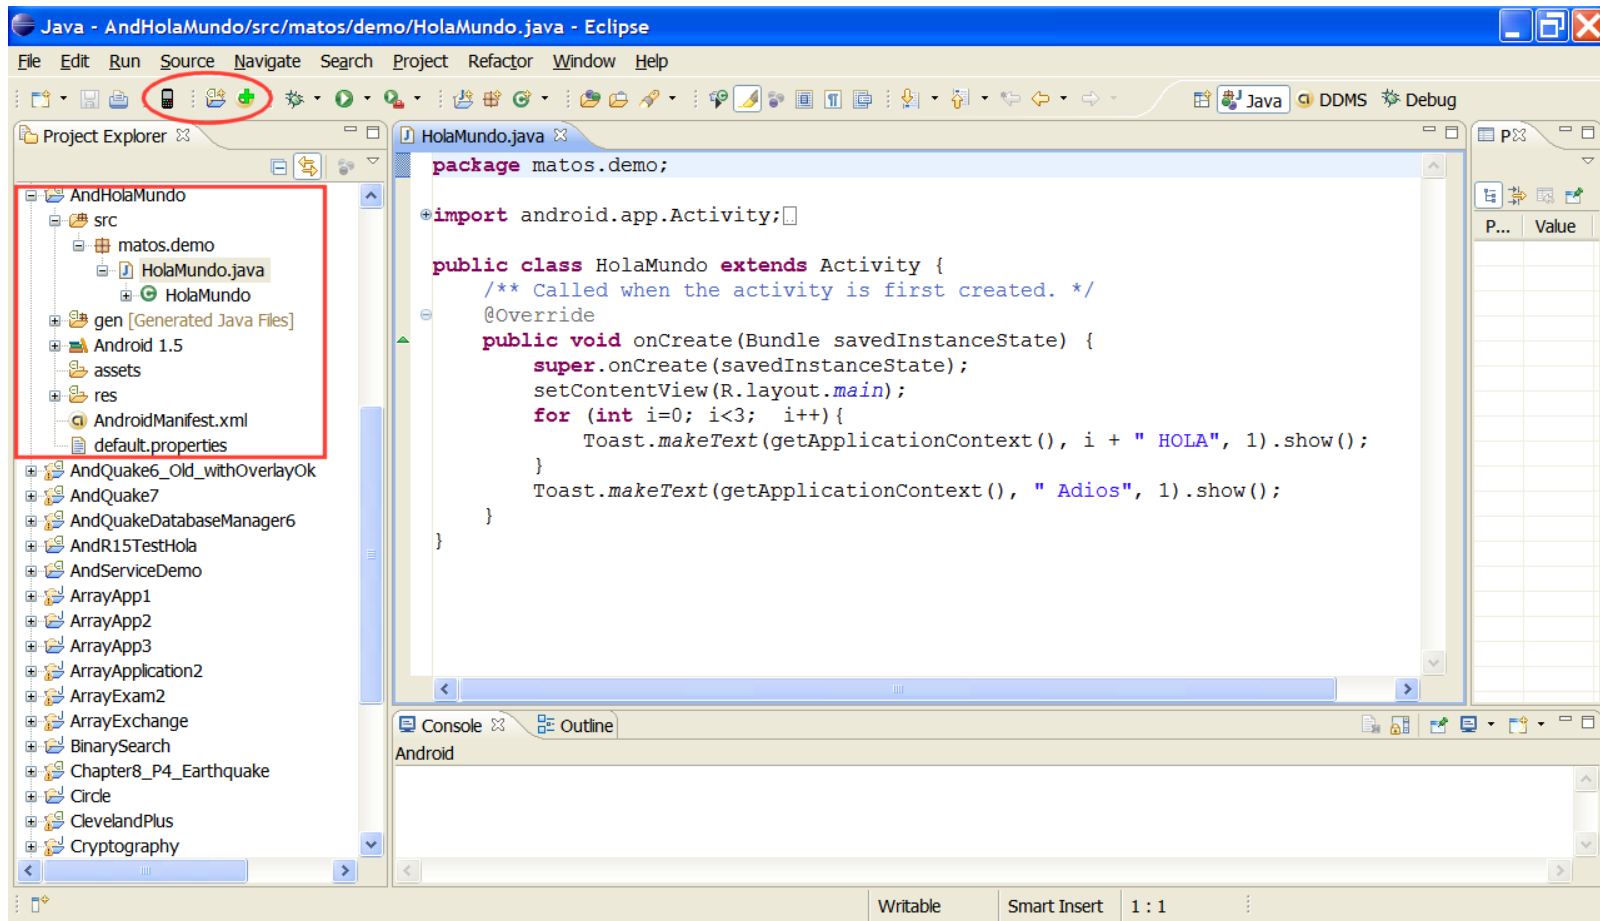 Java - AndHolaMundo/src/matos/demo/HolaMundo.java - Eclipse
File Edit Run Source Navigate Search Project Refactor Window Help
Java DDMS Debug
Project Explorer
AndHolaMundo
src
matos.demo
HolaMundo.java
HolaMundo
gen [Generated Java Files]
Android 1.5
assets
res
AndroidManifest.xml
default.properties
AndQuake6_Old_withOverlayOk
AndQuake7
AndQuakeDatabaseManager6
AndR15TestHola
AndServiceDemo
ArrayApp1
ArrayApp2
ArrayApp3
ArrayApplication2
ArrayExam2
ArrayExchange
BinarySearch
Chapter8_P4_Earthquake
Circle
ClevelandPlus
Cryptography
HolaMundo.java
package matos.demo;
import android.app.Activity;
public class HolaMundo extends Activity {
/** Called when the activity is first created. */
@Override
public void onCreate(Bundle savedInstanceState) {
super.onCreate(savedInstanceState);
setContentView(R.layout.main);
for (int i=0; i<3; i++){
Toast.makeText(getApplicationContext(), i + " HOLA", 1).show();
}
Toast.makeText(getApplicationContext(), " Adios", 1).show();
}
}
P
P... Value
Console Outline
Android
Writable Smart Insert 1 : 1